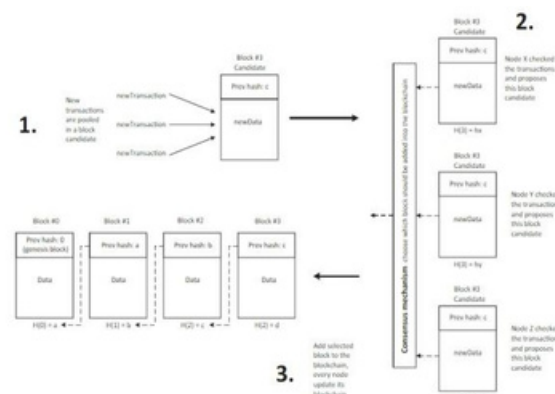 1.
New
transactions
are pooled
in a block
candidate
newTransaction
newTransaction
newTransaction
Block #3
Candidate
Prev hash: c
newData
2.
Consensus mechanism choose which block should be added into the blockchain
Block #3
Candidate
Prev hash: c
newData
H(3) = hx
Node X checked
the transactions
and proposes
this block
candidate
Block #3
Candidate
Prev hash: c
newData
H(3) = hy
Node Y checked
the transaction
and proposes
this block
candidate
Block #3
Candidate
Prev hash: c
newData
Node Z checked
the transaction
and proposes
this block
candidate
Block #0
Prev hash: 0
(genesis block)
Data
H(0) = a
Block #1
Prev hash: a
Data
H(1) = b
Block #2
Prev hash: b
Data
H(2) = c
Block #3
Prev hash: c
Data
H(2) = d
3.
Add selected
block to the
blockchain,
every node
update its